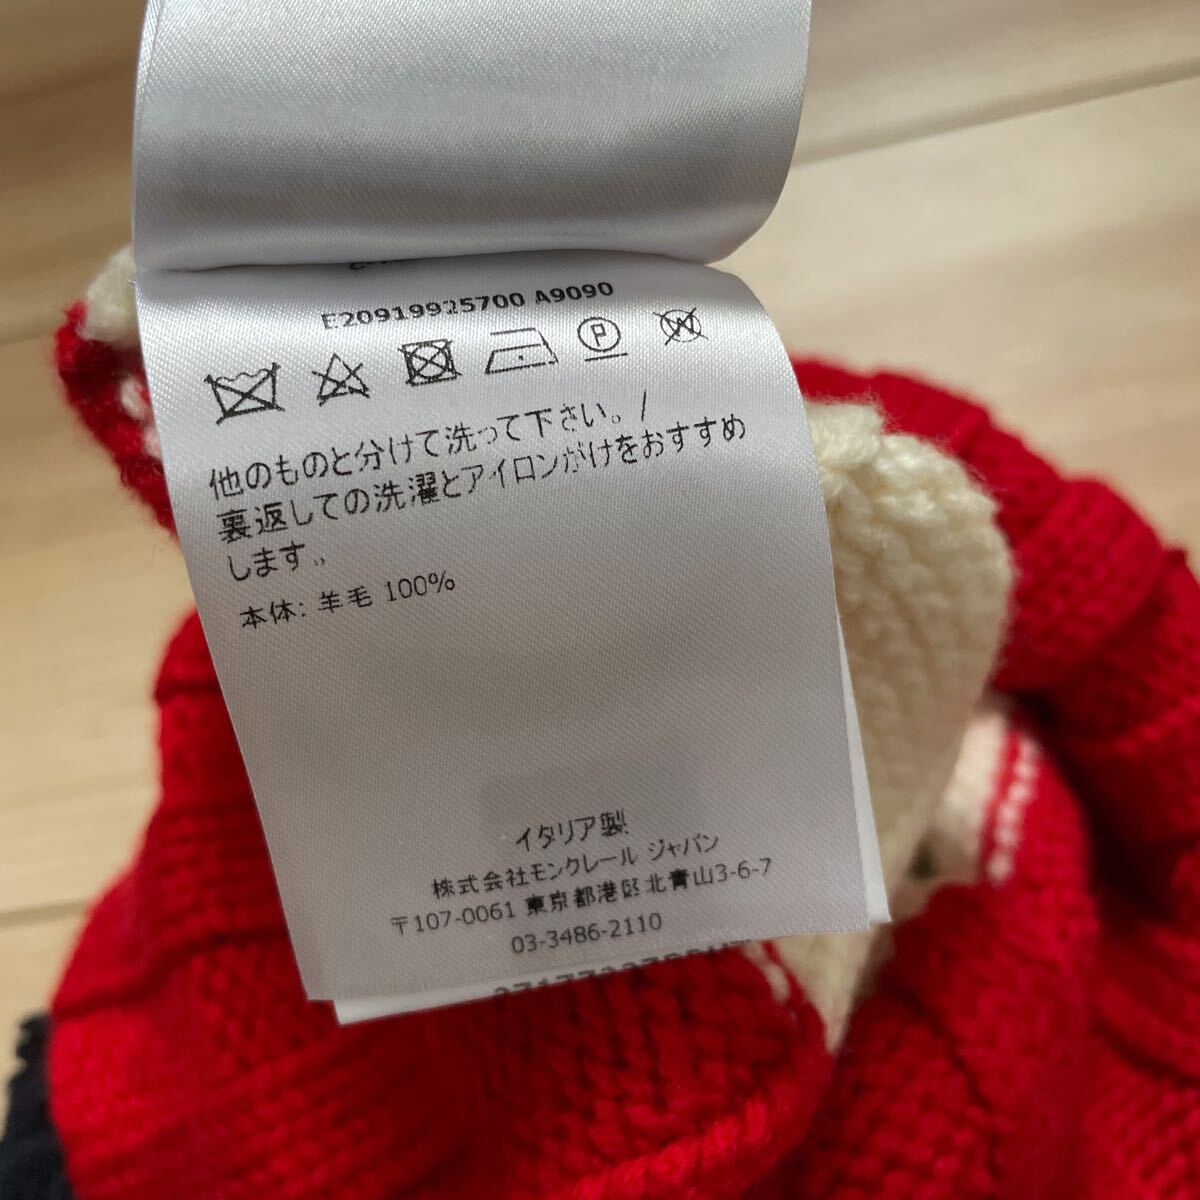 E20919925700 A9090
P
W
他のものと分けて洗って下さい。/
裏返しての洗濯とアイロンがけをおすすめ
します。。
本体: 羊毛 100%
イタリア製
株式会社モンクレール ジャパン
〒107-0061 東京都港区北青山3-6-7
03-3486-2110